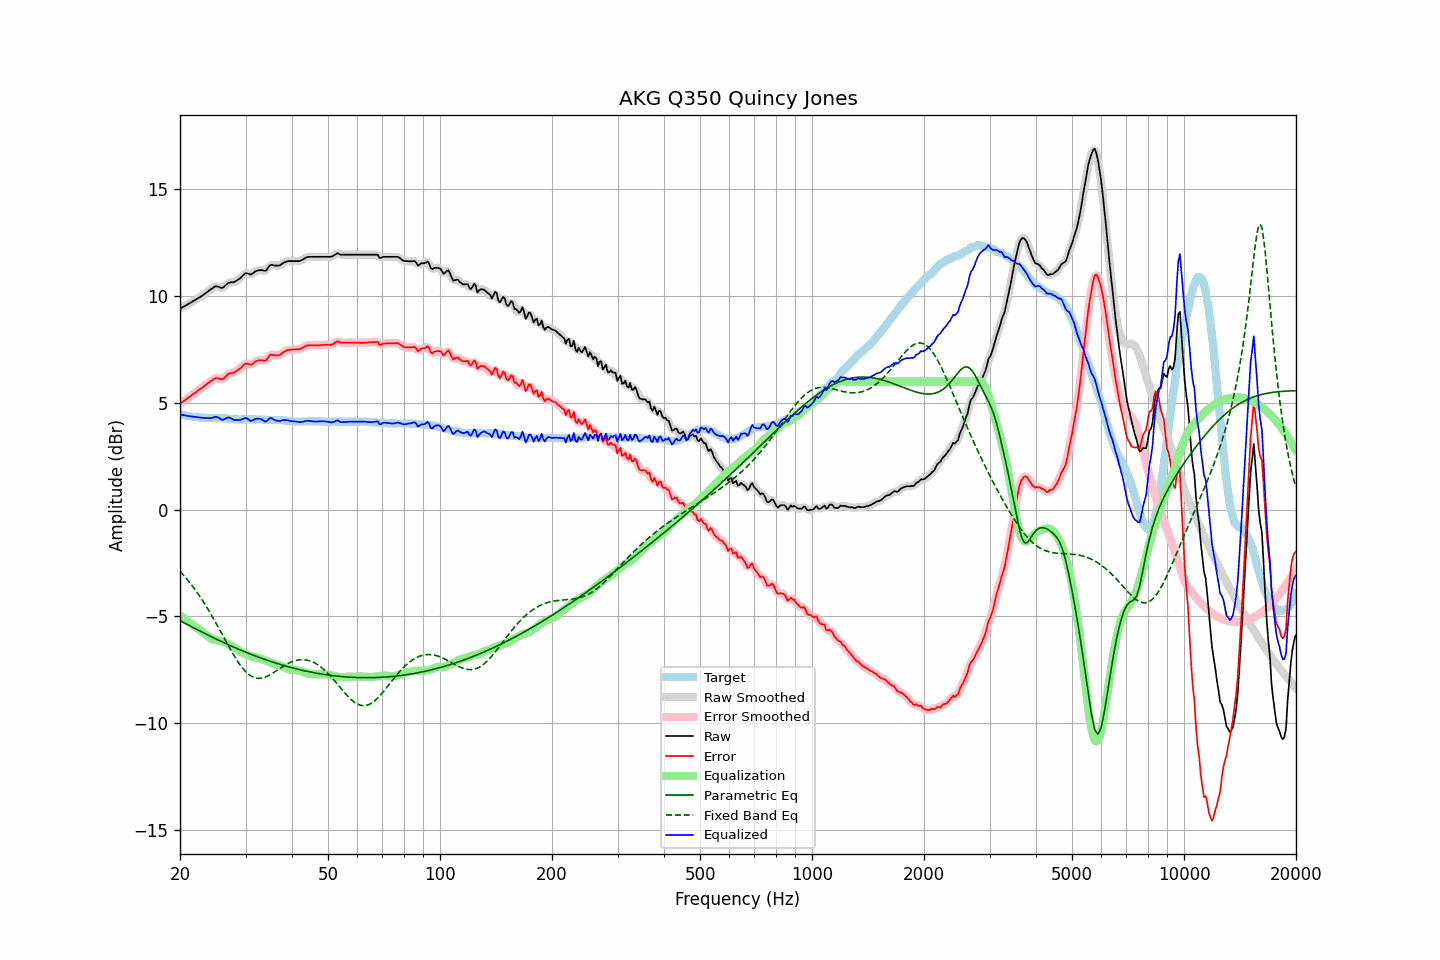 AKG Q350 Quincy Jones
Amplitude (dBr)
15
10
5
0
−5
−10
−15
Target
Raw Smoothed
Error Smoothed
Raw
Error
Equalization
Parametric Eq
Fixed Band Eq
Equalized
20
50
100
200
500
1000
2000
5000
10000
20000
Frequency (Hz)